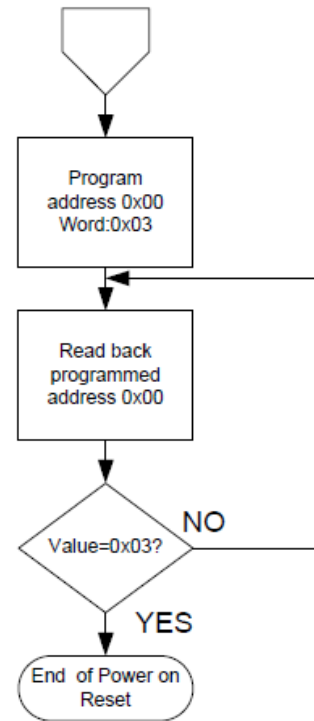 Program
address 0x00
Word:0x03
Read back
programmed
address 0x00
Value=0x03?
NO
YES
End of Power on
Reset